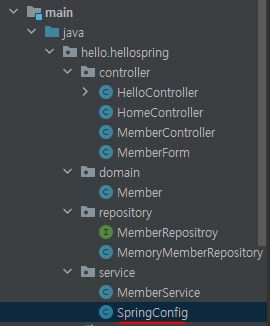 main
java
hello.hellospring
controller
HelloController
HomeController
MemberController
MemberForm
domain
Member
repository
MemberRepositroy
MemoryMemberRepository
service
MemberService
SpringConfig